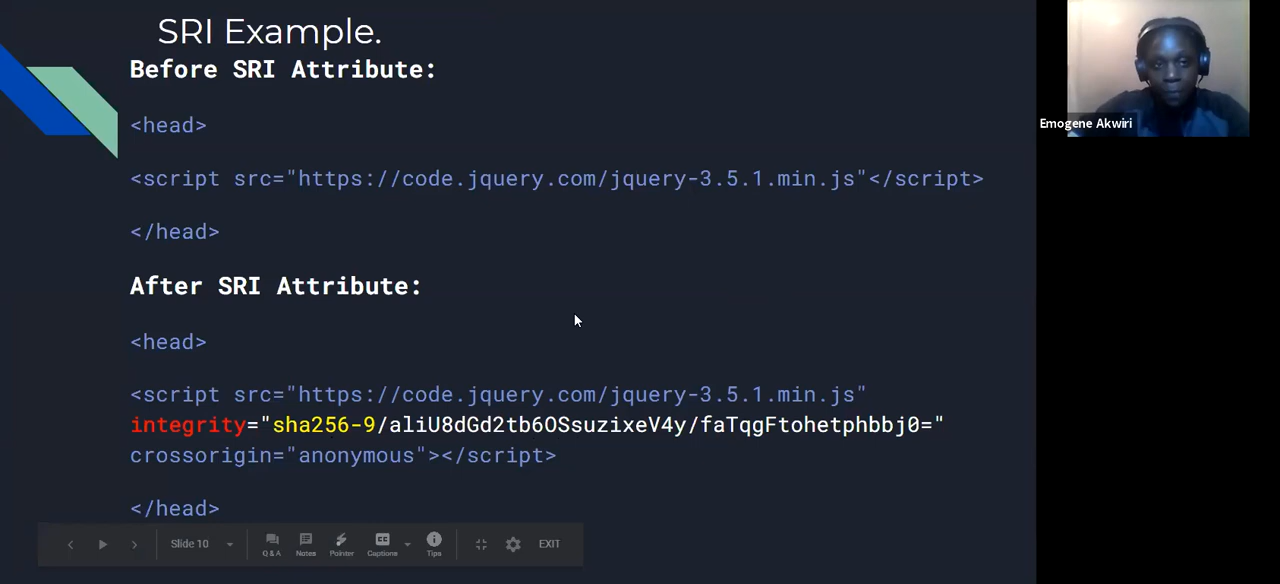 SRI Example.
Before SRI Attribute:
<head>
<script src="https://code.jquery.com/jquery-3.5.1.min.js"</script>
</head>
After SRI Attribute:
<head>
<script src="https://code.jquery.com/jquery-3.5.1.min.js"
integrity="sha256-9/aliU8dGd2tb6OSsuzixeV4y/faTqgFtohetphbbj0="
crossorigin="anonymous"></script>
</head>
Slide 10
Q & A
Notes
Pointer
Captions
Tips
EXIT
Emogene Akwiri